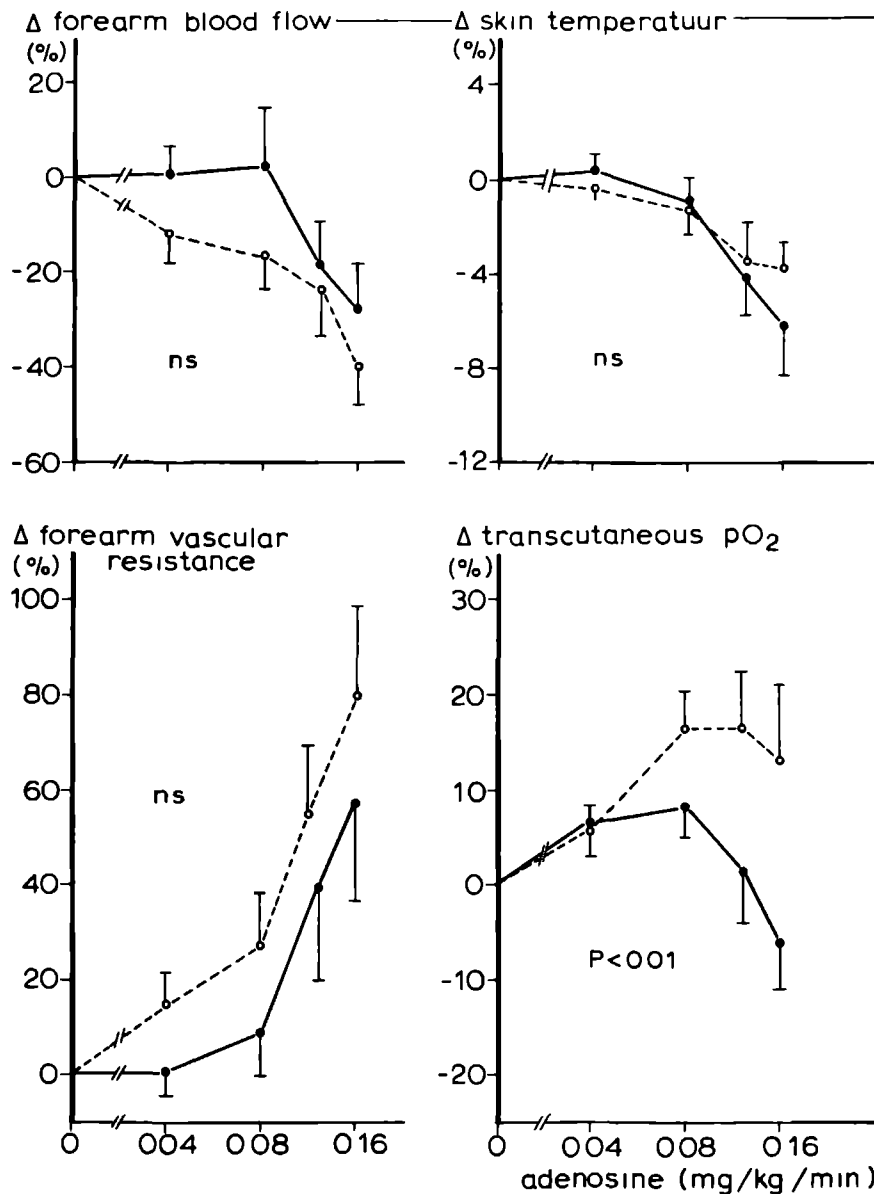 Δ forearm blood flow
(%)
20
0
-20
-40
-60
ns
Δ skin temperatuur
(%)
4
0
-4
-8
-12
ns
Δ forearm vascular
resistance
(%)
100
80
60
40
20
0
ns
0 004 008 016
Δ transcutaneous pO2
(%)
30
20
10
0
-10
-20
P<001
0 004 008 016
adenosine (mg/kg/min)